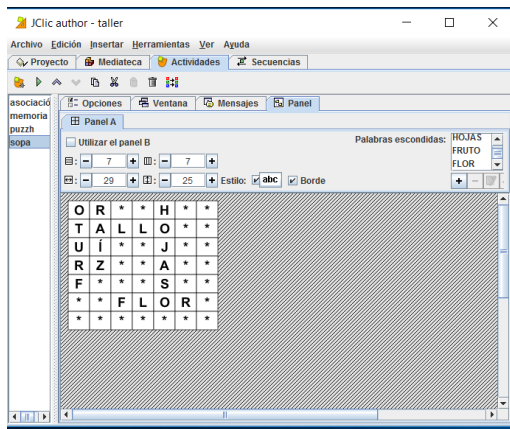 JClic author - taller
Archivo Edición Insertar Herramientas Ver Ayuda
Proyecto Mediateca Actividades Secuencias
asociació
memoria
puzzh
sopa
Opciones Ventana Mensajes Panel
Panel A
Utilizar el panel B
Palabras escondidas: HOJAS
FRUTO
FLOR
: - 7 + : - 7 +
: - 29 + : - 25 + Estilo: abc Borde
+ -
O R * * H * *
T A L L O * *
U Í * * J * *
R Z * * A * *
F * * * S * *
* * F L O R *
* * * * * * *